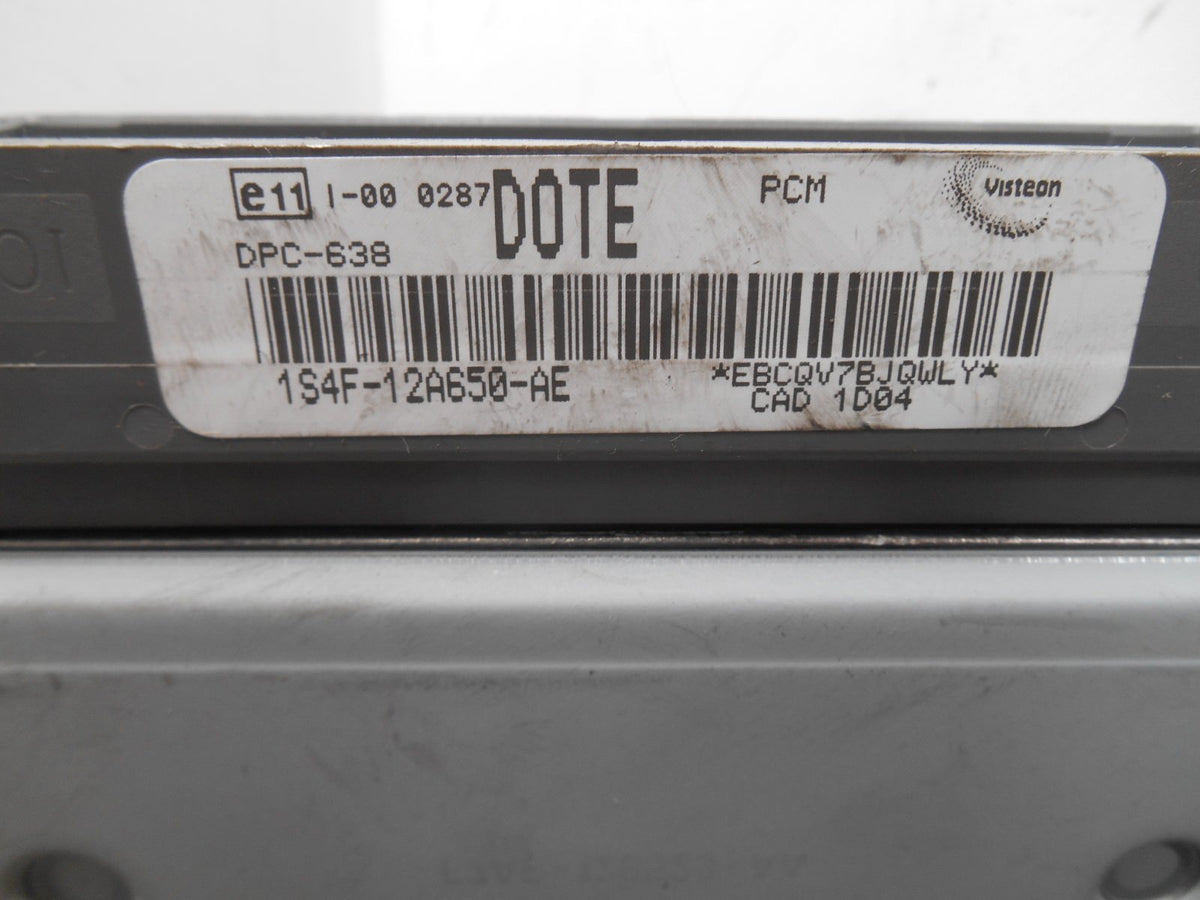 e11 I-00 0287 DOTE PCM Visteon
DPC-638
1S4F-12A650-AE *EBCQV7BJQWLY*
CAD 1D04